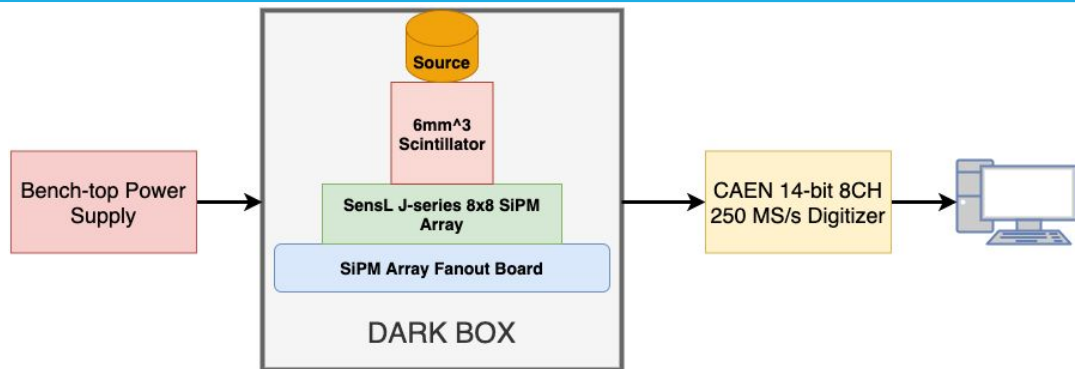 Source
6mm^3
Scintillator
Bench-top Power
Supply
SensL J-series 8x8 SiPM
Array
CAEN 14-bit 8CH
250 MS/s Digitizer
SiPM Array Fanout Board
DARK BOX